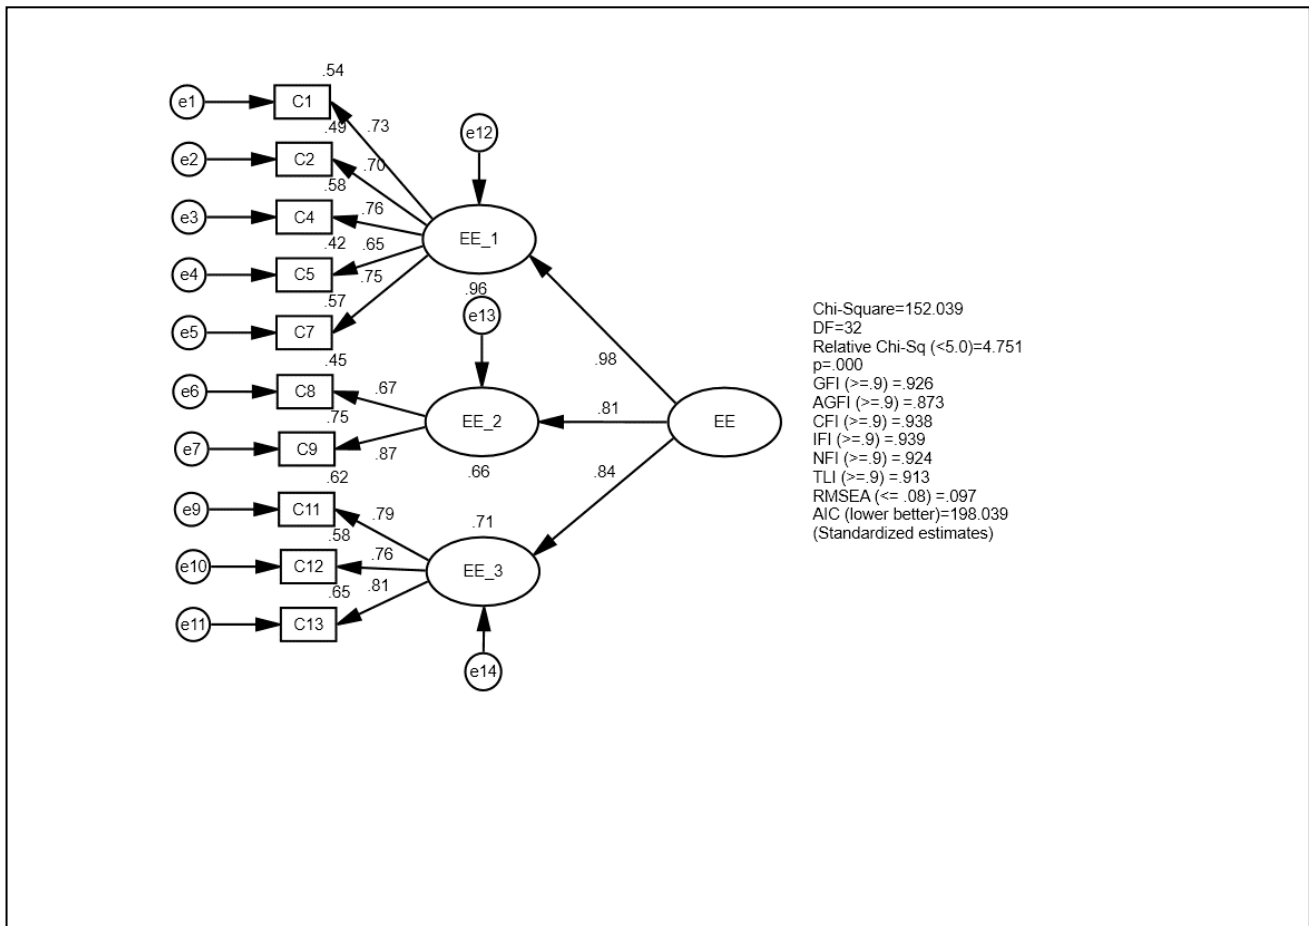 .54
e1 C1
.49 .73
e12
e2 C2
.70
.58
e3 C4 .76
EE_1
.42 .65
e4 C5 .75
.96
.57
e13
e5 C7
.45
.98
e6 C8 .67
.75
.81
EE_2 EE
e7 C9 .87
.62 .66 .84
e9 C11 .79
.71
.58
.76
e10 C12 EE_3
.65 .81
e11 C13
e14
Chi-Square=152.039
DF=32
Relative Chi-Sq (<5.0)=4.751
p=.000
GFI (>=.9) =.926
AGFI (>=.9) =.873
CFI (>=.9) =.938
IFI (>=.9) =.939
NFI (>=.9) =.924
TLI (>=.9) =.913
RMSEA (<= .08) =.097
AIC (lower better)=198.039
(Standardized estimates)